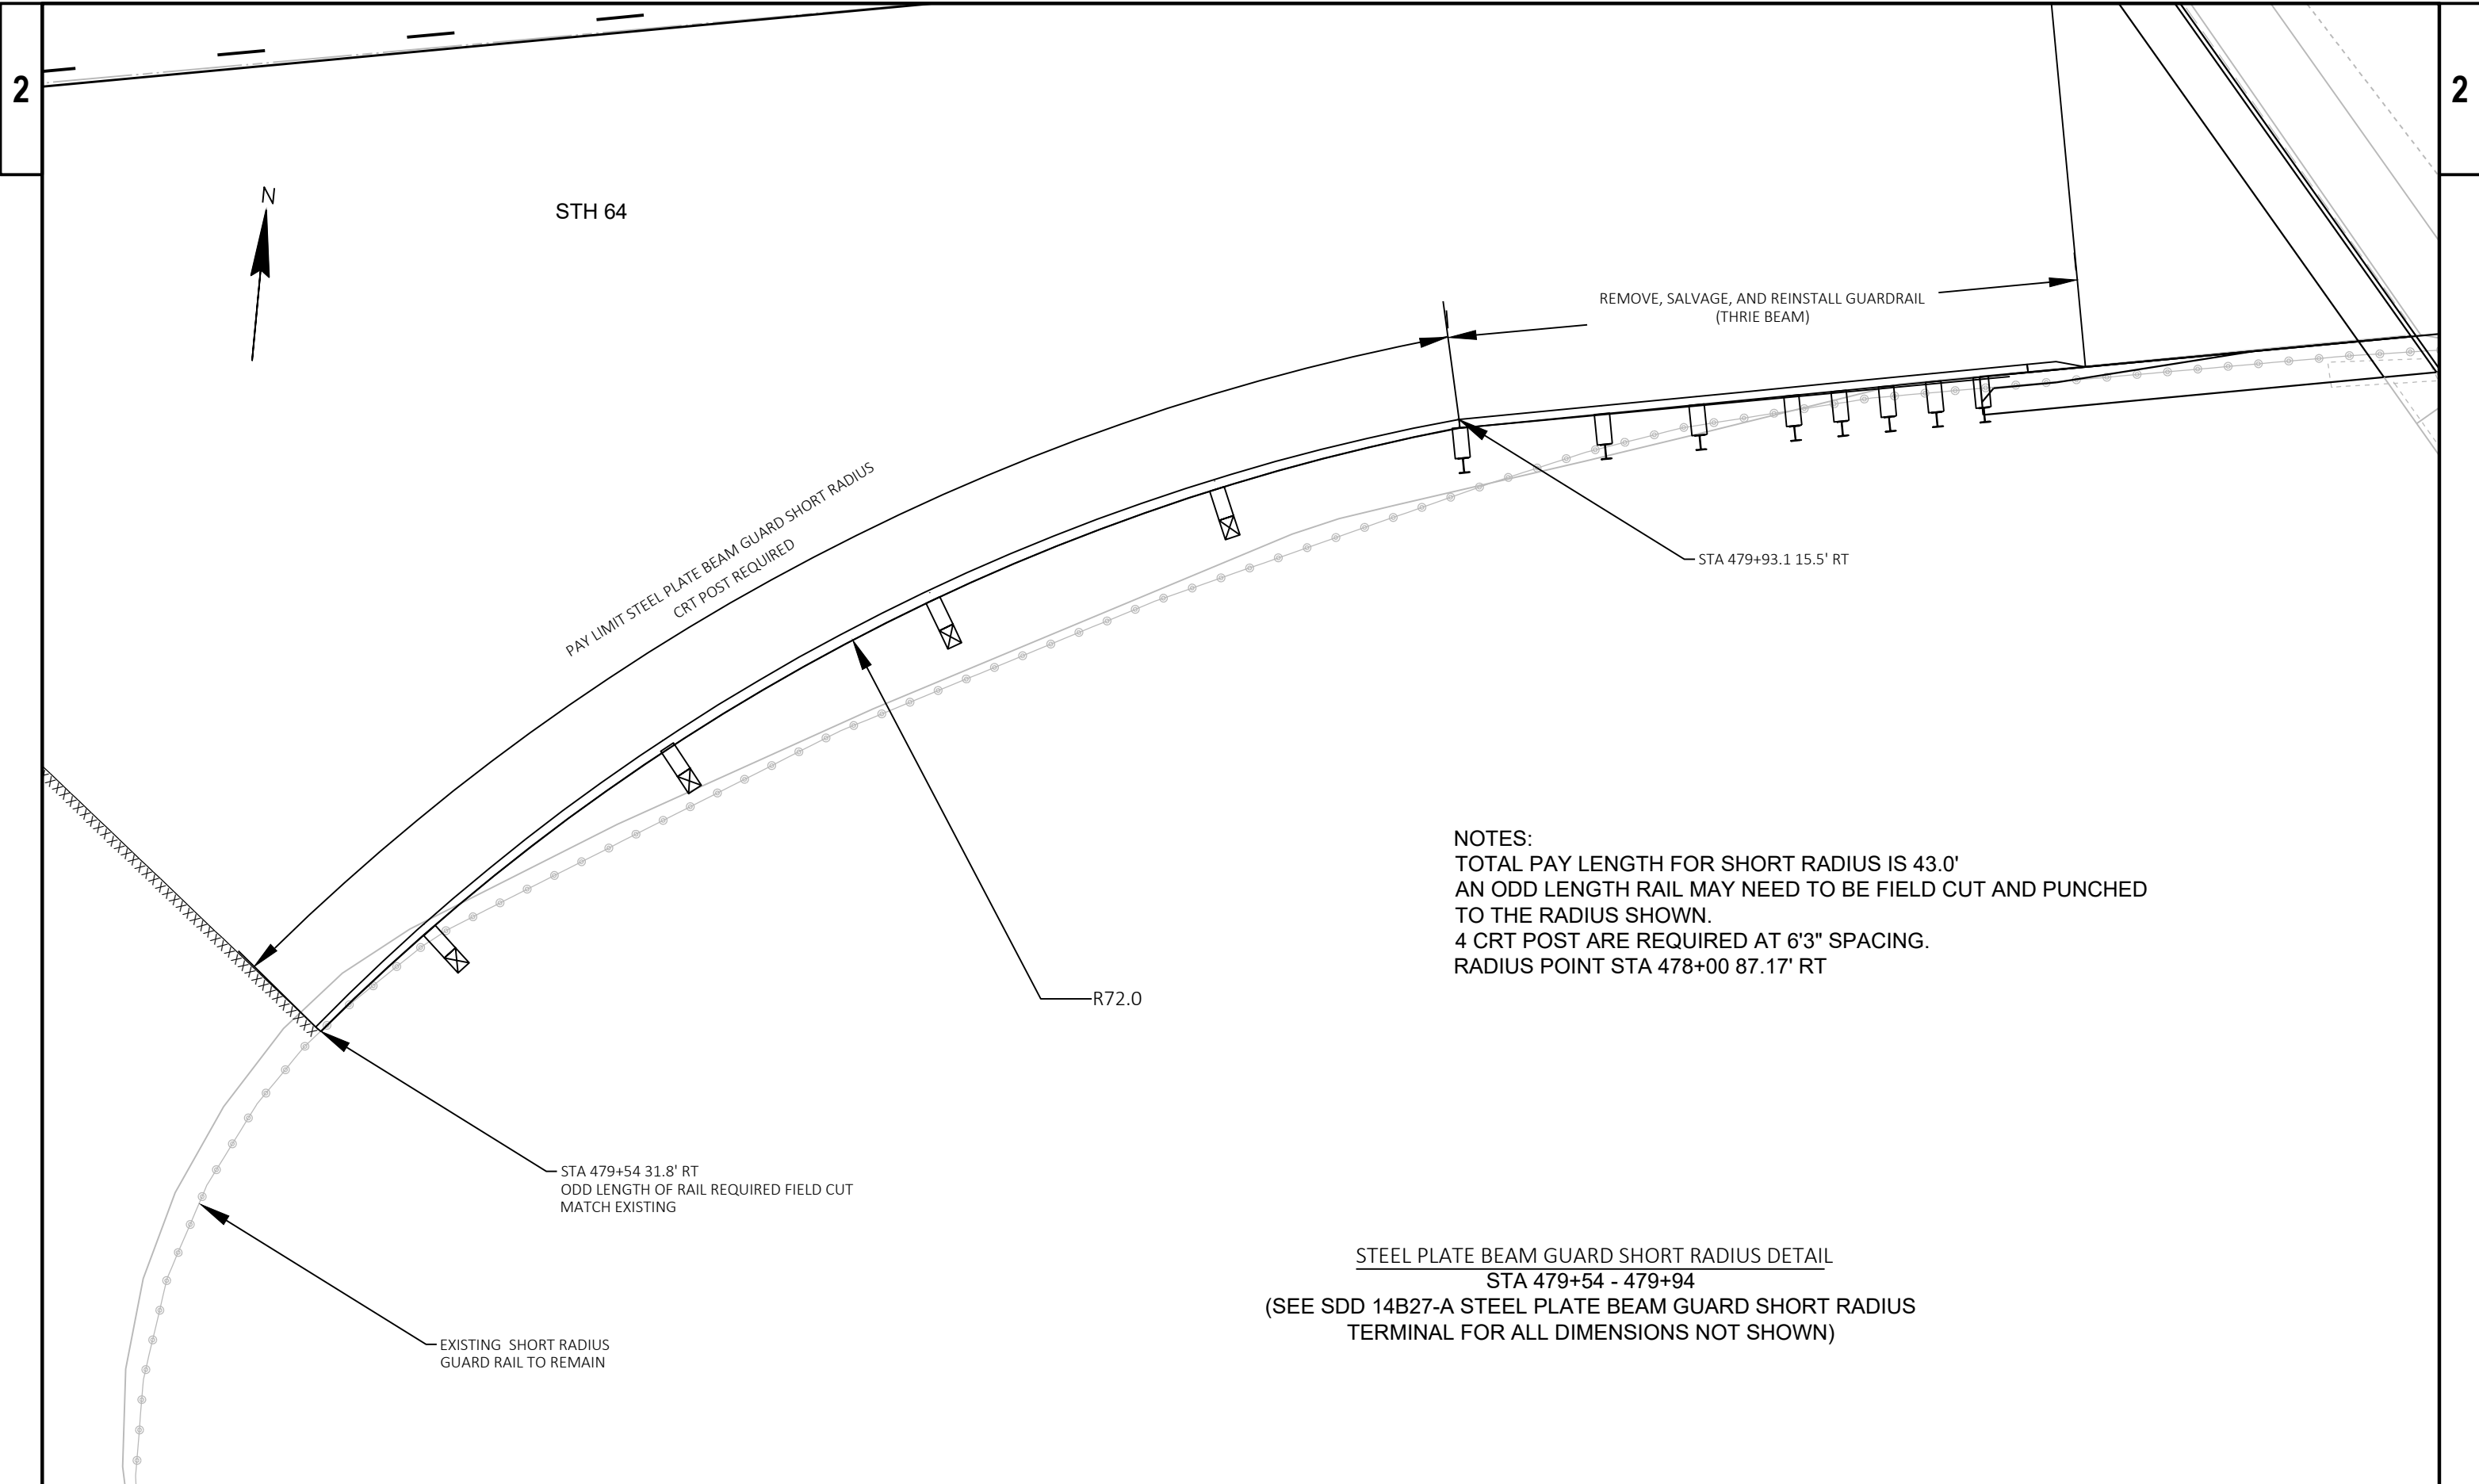 2
2
N
STH 64
REMOVE, SALVAGE, AND REINSTALL GUARDRAIL
(THRIE BEAM)
PAY LIMIT STEEL PLATE BEAM GUARD SHORT RADIUS
CRT POST REQUIRED
STA 479+93.1 15.5' RT
NOTES:
TOTAL PAY LENGTH FOR SHORT RADIUS IS 43.0'
AN ODD LENGTH RAIL MAY NEED TO BE FIELD CUT AND PUNCHED
TO THE RADIUS SHOWN.
4 CRT POST ARE REQUIRED AT 6'3" SPACING.
RADIUS POINT STA 478+00 87.17' RT
R72.0
STA 479+54 31.8' RT
ODD LENGTH OF RAIL REQUIRED FIELD CUT
MATCH EXISTING
STEEL PLATE BEAM GUARD SHORT RADIUS DETAIL
STA 479+54 - 479+94
(SEE SDD 14B27-A STEEL PLATE BEAM GUARD SHORT RADIUS
TERMINAL FOR ALL DIMENSIONS NOT SHOWN)
EXISTING SHORT RADIUS
GUARD RAIL TO REMAIN